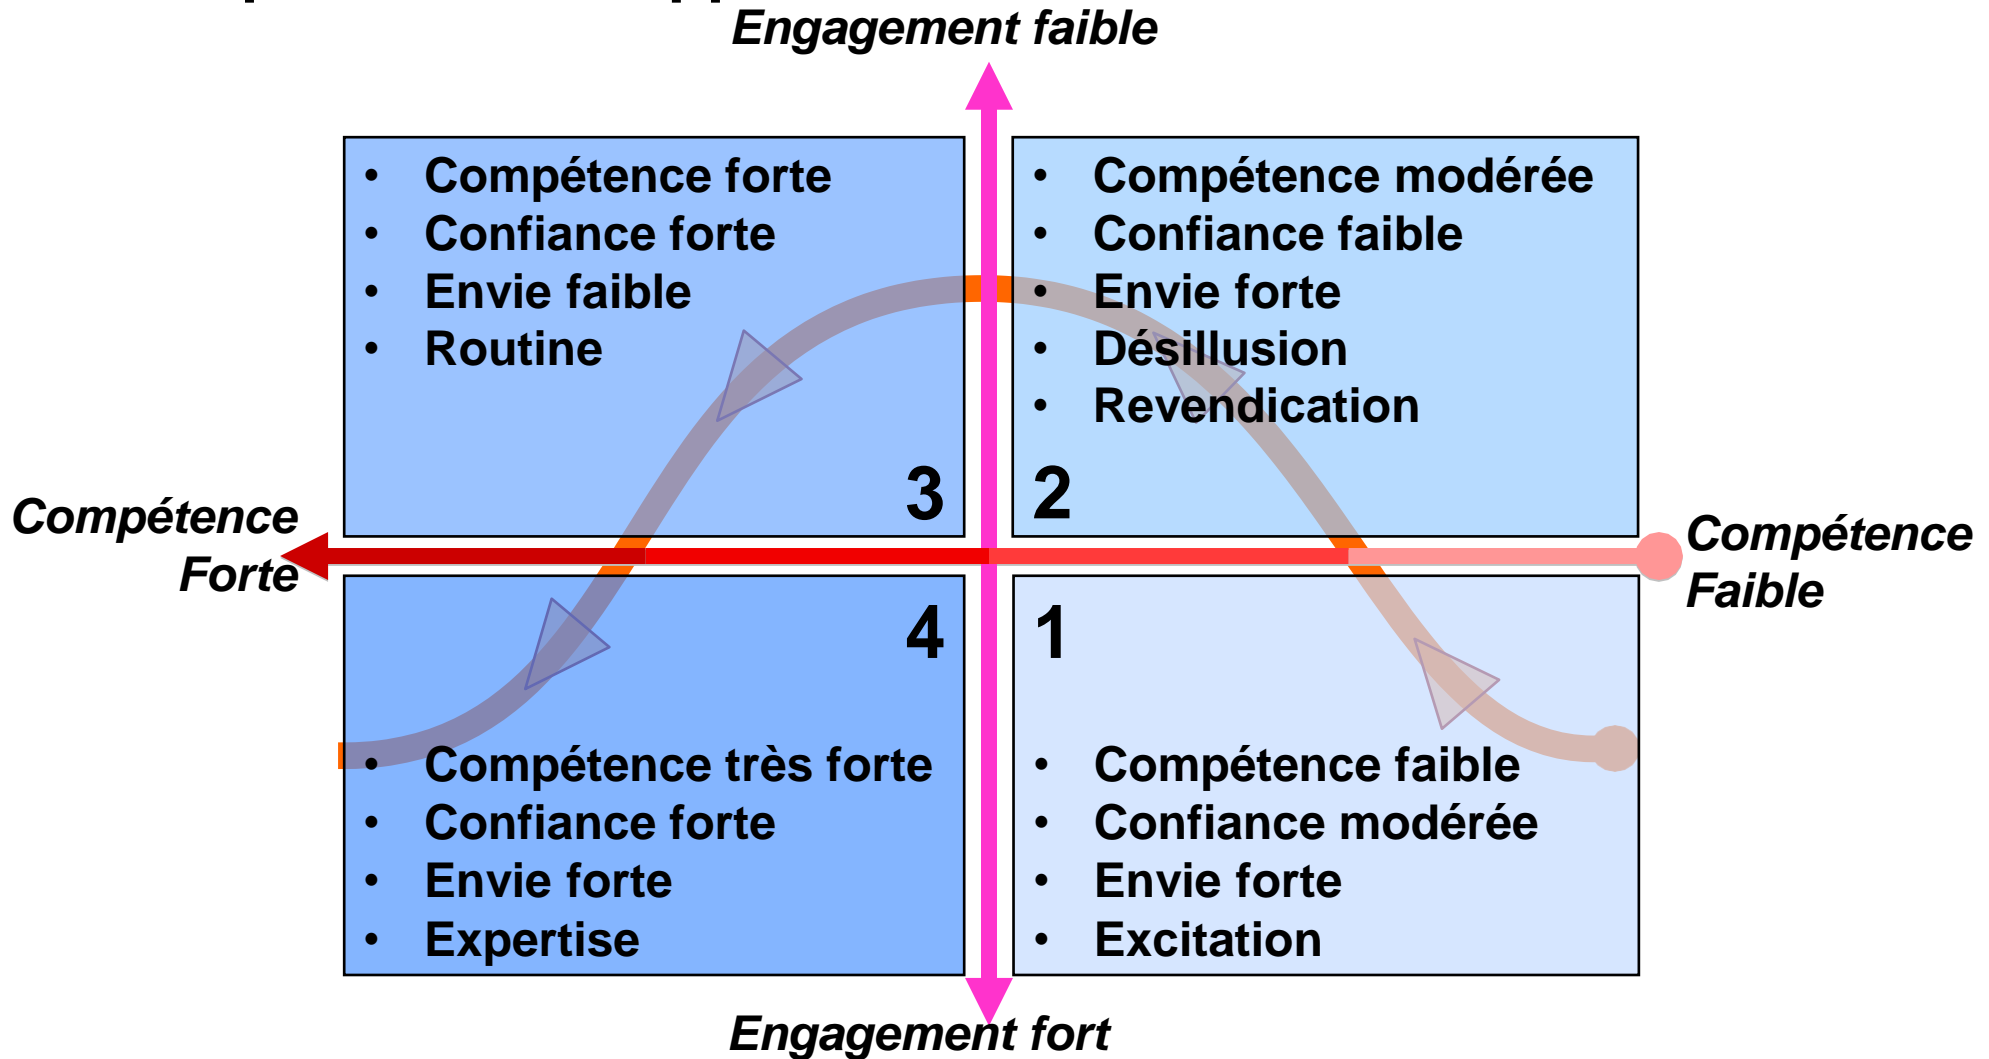 Engagement faible
• Compétence forte
• Confiance forte
• Envie faible
• Routine
3
• Compétence modérée
• Confiance faible
• Envie forte
• Désillusion
• Revendication
2
Compétence
Forte
Compétence
Faible
4
• Compétence très forte
• Confiance forte
• Envie forte
• Expertise
1
• Compétence faible
• Confiance modérée
• Envie forte
• Excitation
Engagement fort